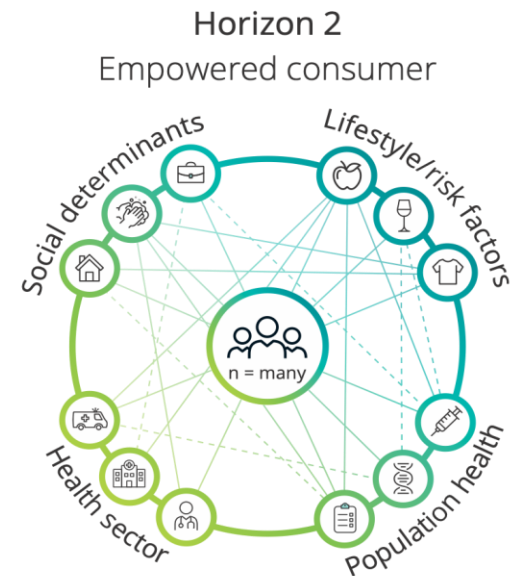 Horizon 2
Empowered consumer
Social determinants
Lifestyle/risk factors
n = many
Health sector
Population health